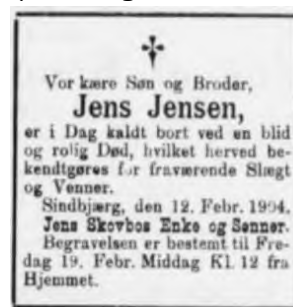 Vor kære Søn og Broder,
Jens Jensen,
er i Dag kaldt bort ved en blid
og rolig Død, hvilket herved be-
kendtgøres for fraværende Slægt
og Venner.
Sindbjærg, den 12. Febr. 1904.
Jens Skovbos Enke og Sønner.
Begravelsen er bestemt til Fre-
dag 19. Febr. Middag Kl. 12 fra
Hjemmet.